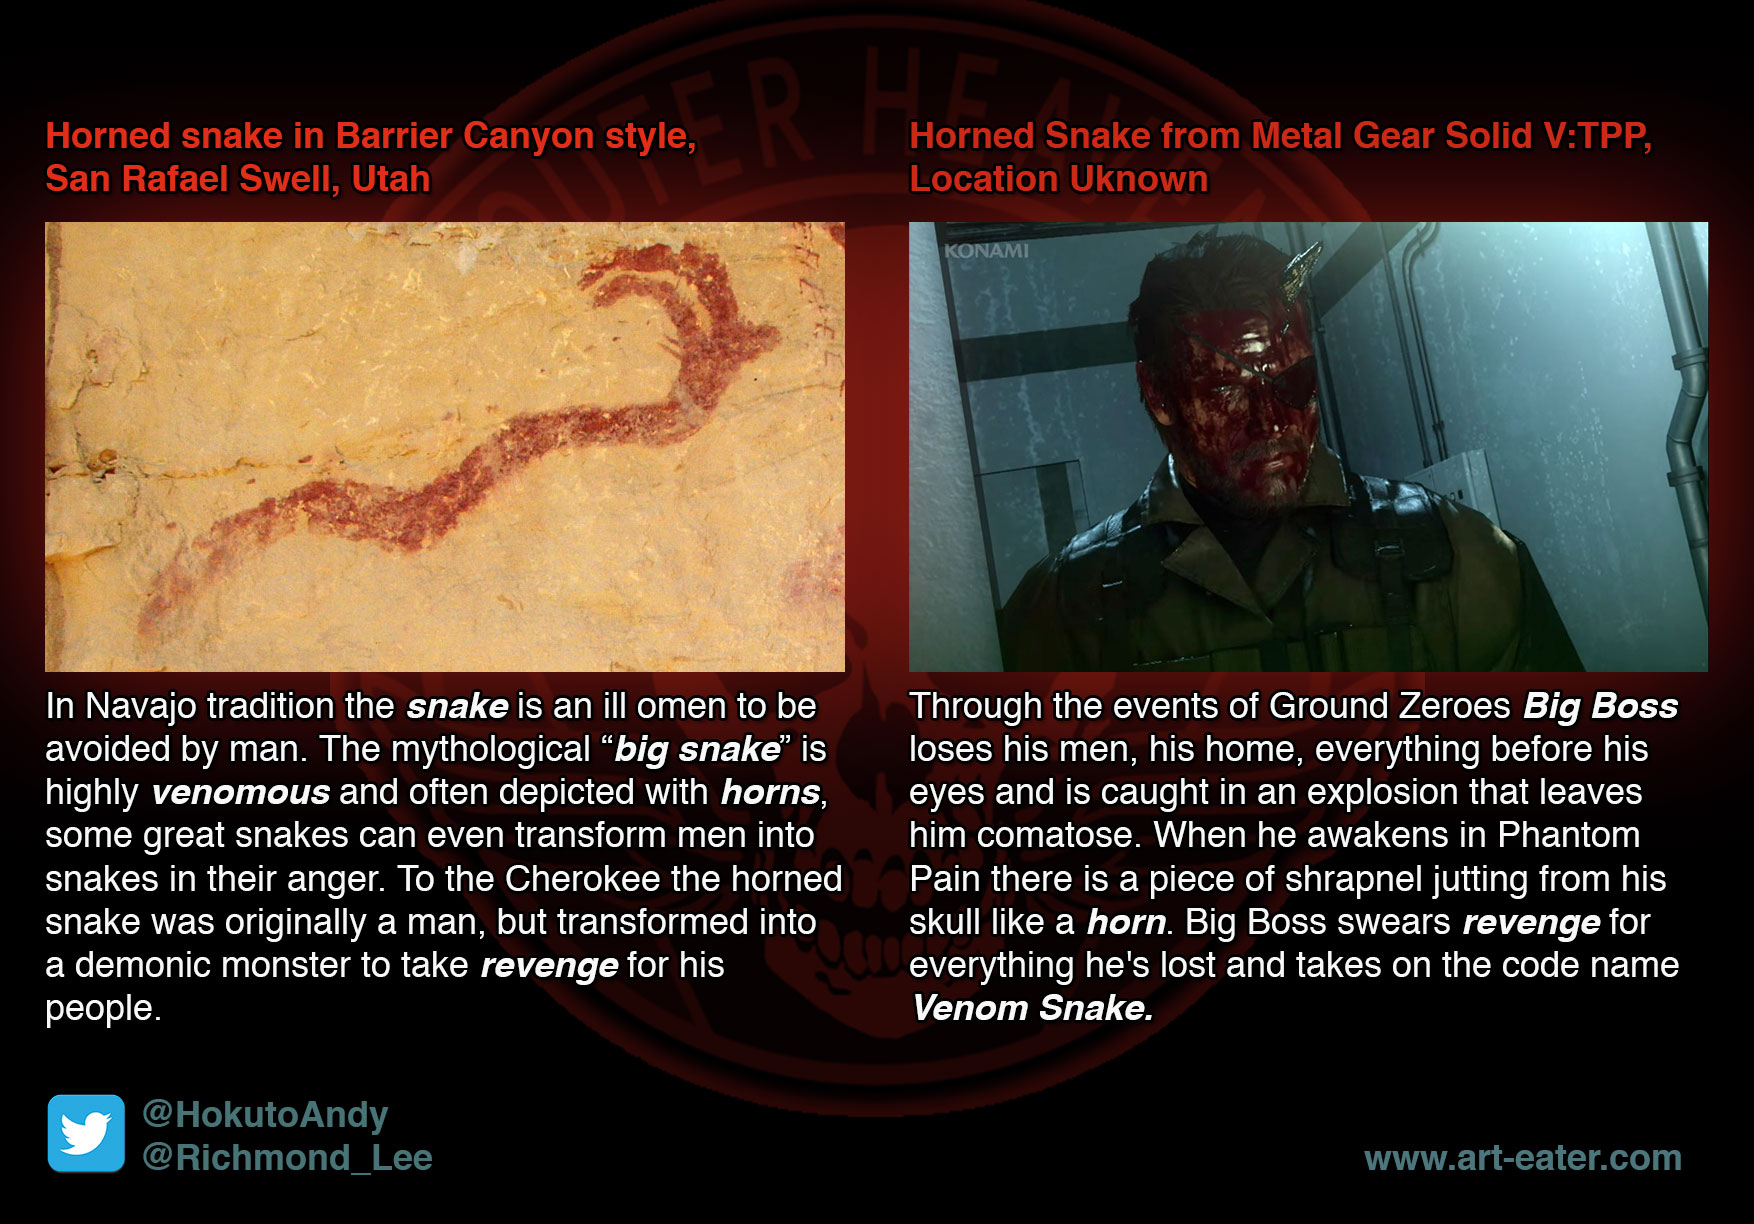 OUTER HEAVEN
Horned snake in Barrier Canyon style,
San Rafael Swell, Utah
In Navajo tradition the snake is an ill omen to be
avoided by man. The mythological “big snake” is
highly venomous and often depicted with horns,
some great snakes can even transform men into
snakes in their anger. To the Cherokee the horned
snake was originally a man, but transformed into
a demonic monster to take revenge for his
people.
Horned Snake from Metal Gear Solid V:TPP,
Location Uknown
KONAMI
Through the events of Ground Zeroes Big Boss
loses his men, his home, everything before his
eyes and is caught in an explosion that leaves
him comatose. When he awakens in Phantom
Pain there is a piece of shrapnel jutting from his
skull like a horn. Big Boss swears revenge for
everything he's lost and takes on the code name
Venom Snake.
@HokutoAndy
@Richmond_Lee
www.art-eater.com